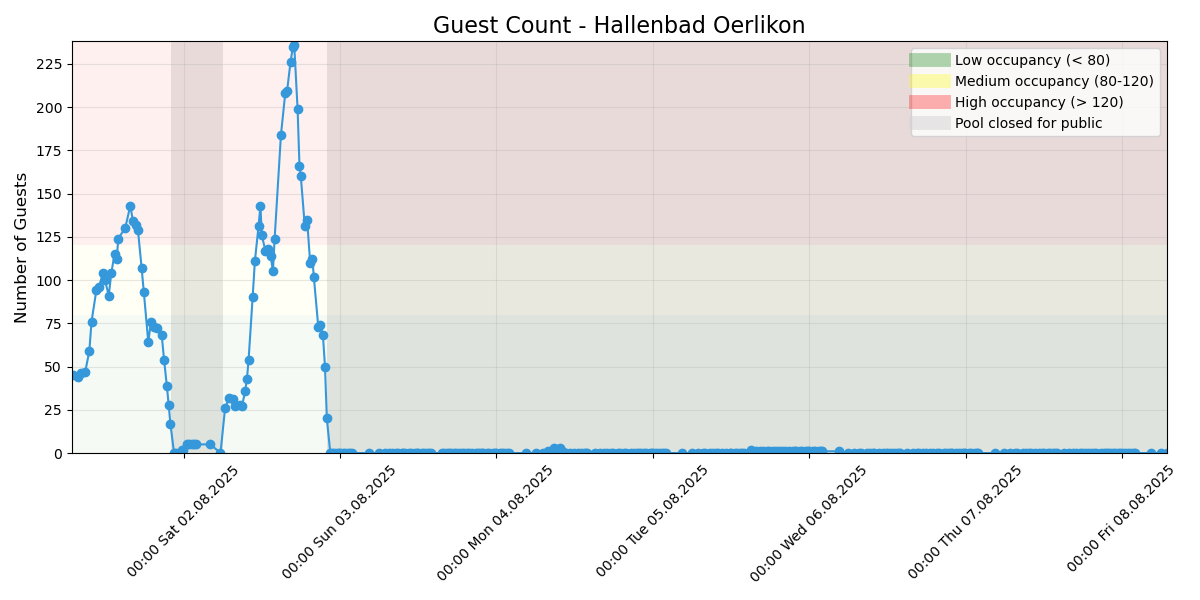 Guest Count - Hallenbad Oerlikon
Number of Guests
225
200
175
150
125
100
75
50
25
0
Low occupancy (< 80)
Medium occupancy (80-120)
High occupancy (> 120)
Pool closed for public
00:00 Sat 02.08.2025
00:00 Sun 03.08.2025
00:00 Mon 04.08.2025
00:00 Tue 05.08.2025
00:00 Wed 06.08.2025
00:00 Thu 07.08.2025
00:00 Fri 08.08.2025